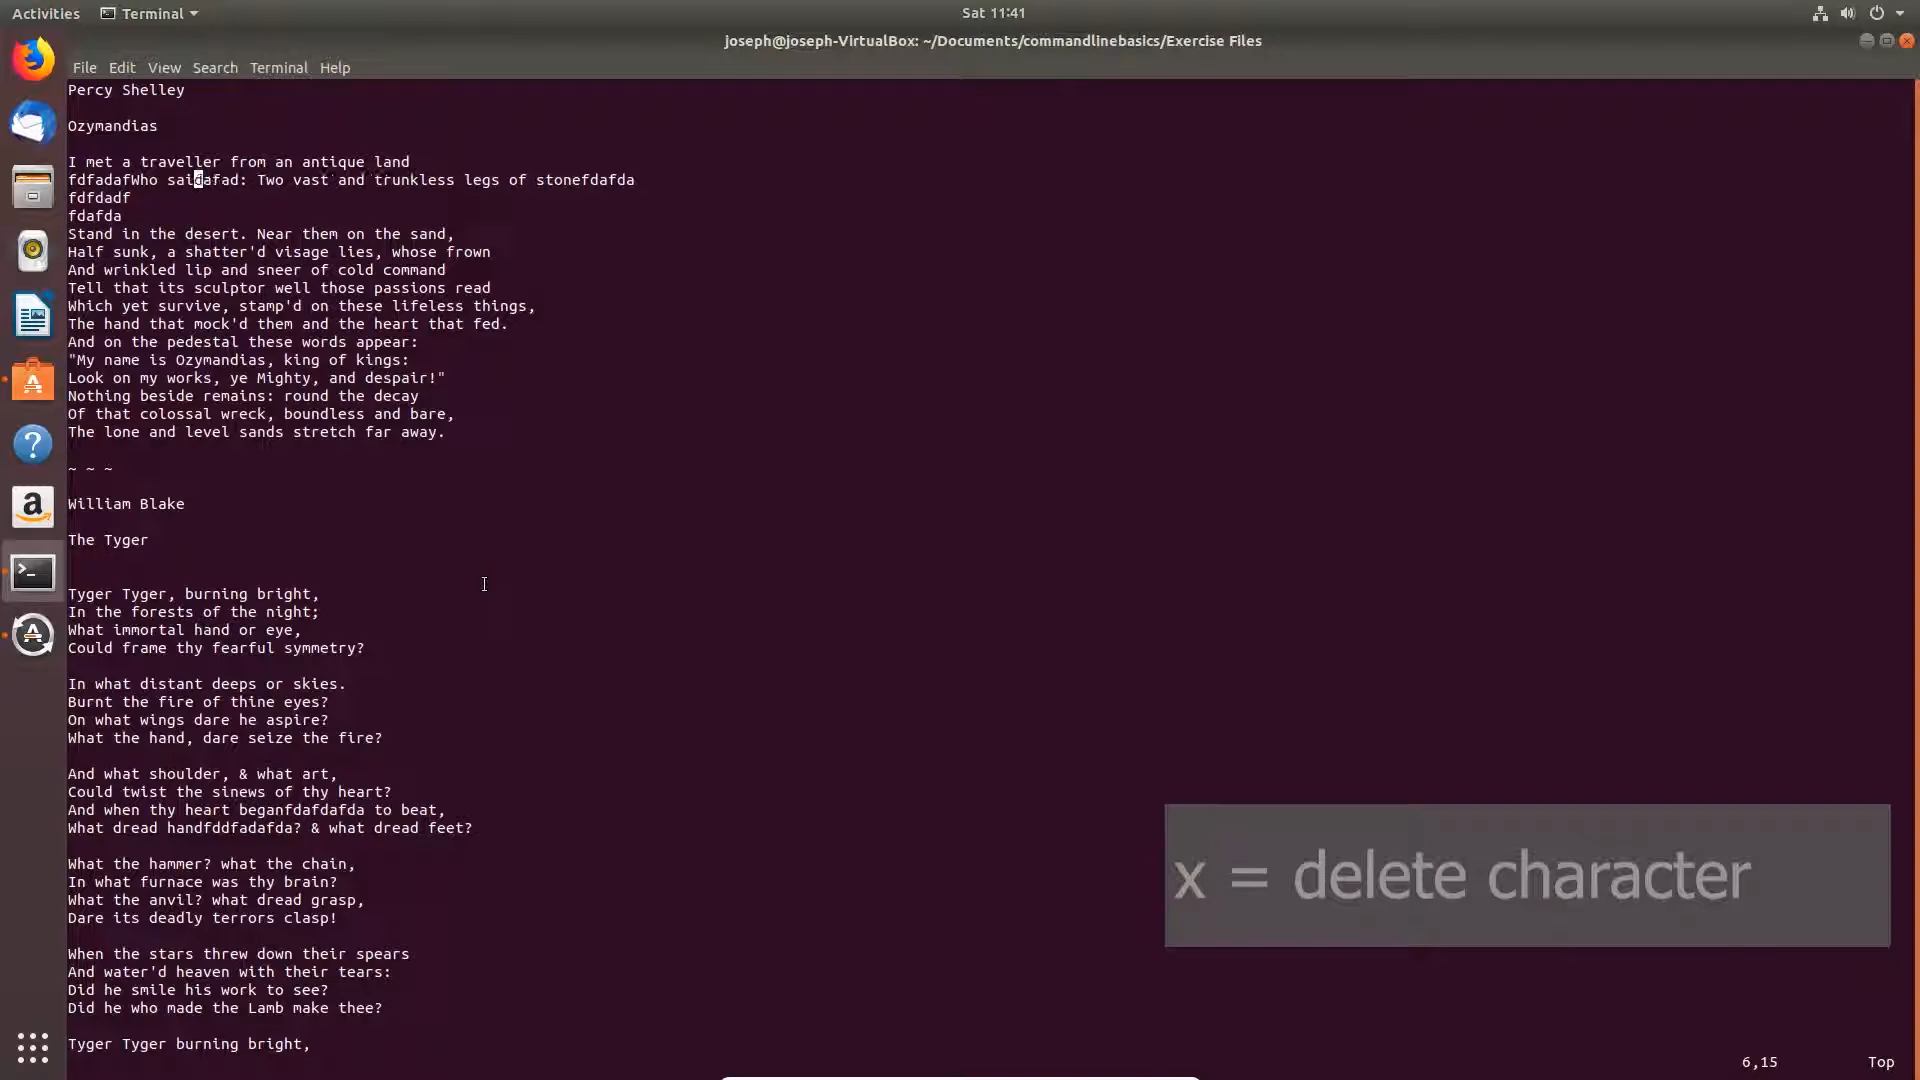 Activities Terminal Sat 11:41
joseph@joseph-VirtualBox: ~/Documents/commandlinebasics/Exercise Files
File Edit View Search Terminal Help
Percy Shelley
Ozymandias
I met a traveller from an antique land
fdfadafWho saidafad: Two vast and trunkless legs of stonefdafda
fdfdadf
fdafda
Stand in the desert. Near them on the sand,
Half sunk, a shatter'd visage lies, whose frown
And wrinkled lip and sneer of cold command
Tell that its sculptor well those passions read
Which yet survive, stamp'd on these lifeless things,
The hand that mock'd them and the heart that fed.
And on the pedestal these words appear:
"My name is Ozymandias, king of kings:
Look on my works, ye Mighty, and despair!"
Nothing beside remains: round the decay
Of that colossal wreck, boundless and bare,
The lone and level sands stretch far away.
~ ~ ~
William Blake
The Tyger
Tyger Tyger, burning bright,
In the forests of the night;
What immortal hand or eye,
Could frame thy fearful symmetry?
In what distant deeps or skies.
Burnt the fire of thine eyes?
On what wings dare he aspire?
What the hand, dare seize the fire?
And what shoulder, & what art,
Could twist the sinews of thy heart?
And when thy heart beganfdafdafda to beat,
What dread handfddfadafda? & what dread feet?
What the hammer? what the chain,
In what furnace was thy brain?
What the anvil? what dread grasp,
Dare its deadly terrors clasp!
When the stars threw down their spears
And water'd heaven with their tears:
Did he smile his work to see?
Did he who made the Lamb make thee?
Tyger Tyger burning bright,
x = delete character
6,15 Top